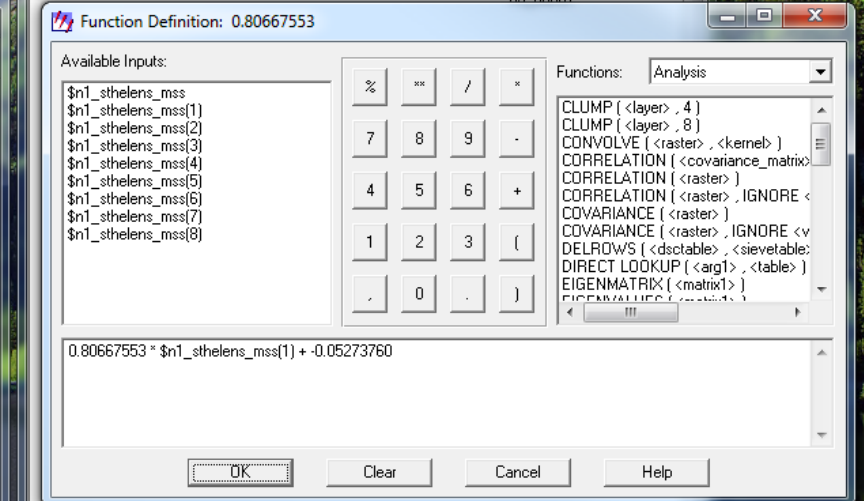 Function Definition: 0.80667553
Available Inputs:
$n1_sthelens_mss
$n1_sthelens_mss(1)
$n1_sthelens_mss(2)
$n1_sthelens_mss(3)
$n1_sthelens_mss(4)
$n1_sthelens_mss(5)
$n1_sthelens_mss(6)
$n1_sthelens_mss(7)
$n1_sthelens_mss(8)
% ** / *
7 8 9 -
4 5 6 +
1 2 3 (
, 0 . )
Functions: Analysis
CLUMP ( <layer> , 4 )
CLUMP ( <layer> , 8 )
CONVOLVE ( <raster> , <kernel> )
CORRELATION ( <covariance_matrix>
CORRELATION ( <raster> )
CORRELATION ( <raster> , IGNORE <
COVARIANCE ( <raster> )
COVARIANCE ( <raster> , IGNORE <v
DELROWS ( <dsctable> , <sievetable>
DIRECT LOOKUP ( <arg1> , <table> )
EIGENMATRIX ( <matrix1> )
0.80667553 * $n1_sthelens_mss(1) + -0.05273760
OK Clear Cancel Help